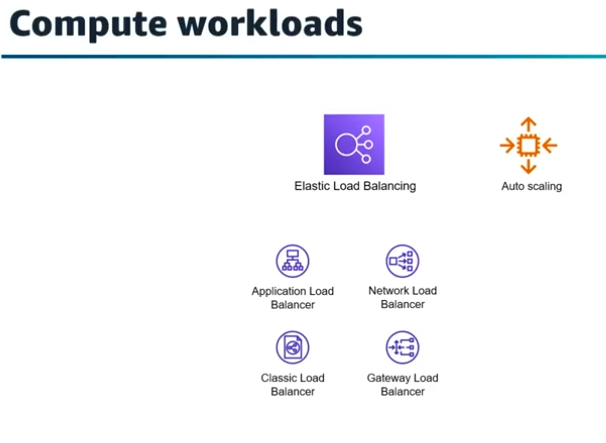 Compute workloads
Elastic Load Balancing
Auto scaling
Application Load
Balancer
Network Load
Balancer
Classic Load
Balancer
Gateway Load
Balancer